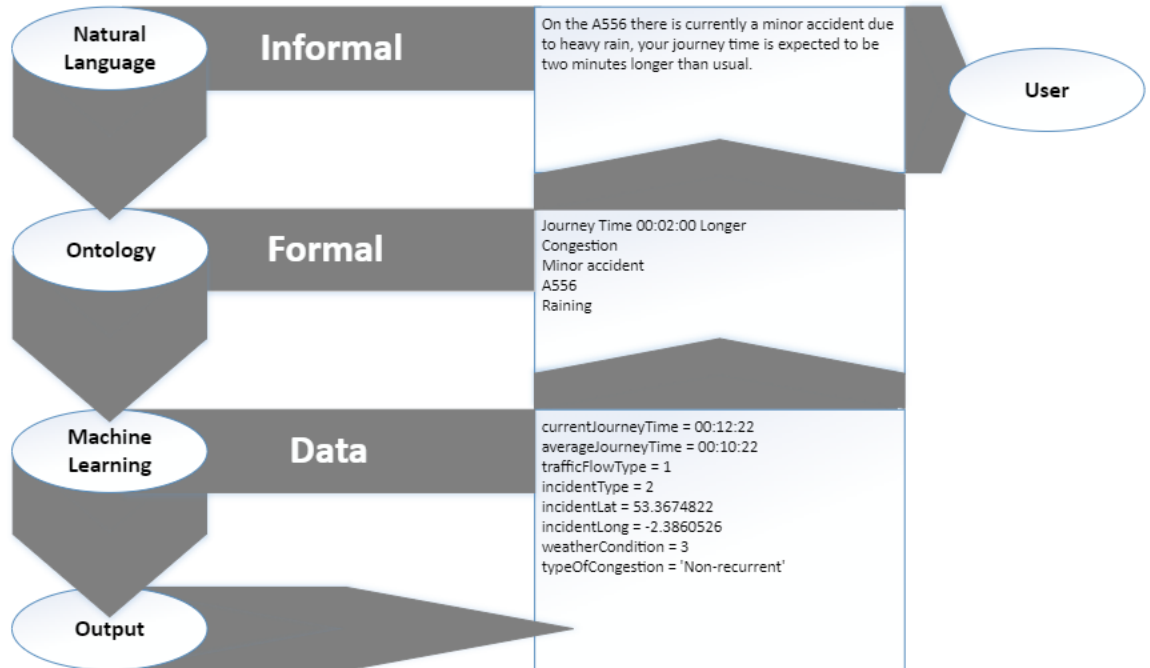 Natural
Language
Informal
On the A556 there is currently a minor accident due
to heavy rain, your journey time is expected to be
two minutes longer than usual.
User
Ontology
Formal
Journey Time 00:02:00 Longer
Congestion
Minor accident
A556
Raining
Machine
Learning
Data
currentJourneyTime = 00:12:22
averageJourneyTime = 00:10:22
trafficFlowType = 1
incidentType = 2
incidentLat = 53.3674822
incidentLong = -2.3860526
weatherCondition = 3
typeOfCongestion = 'Non-recurrent'
Output